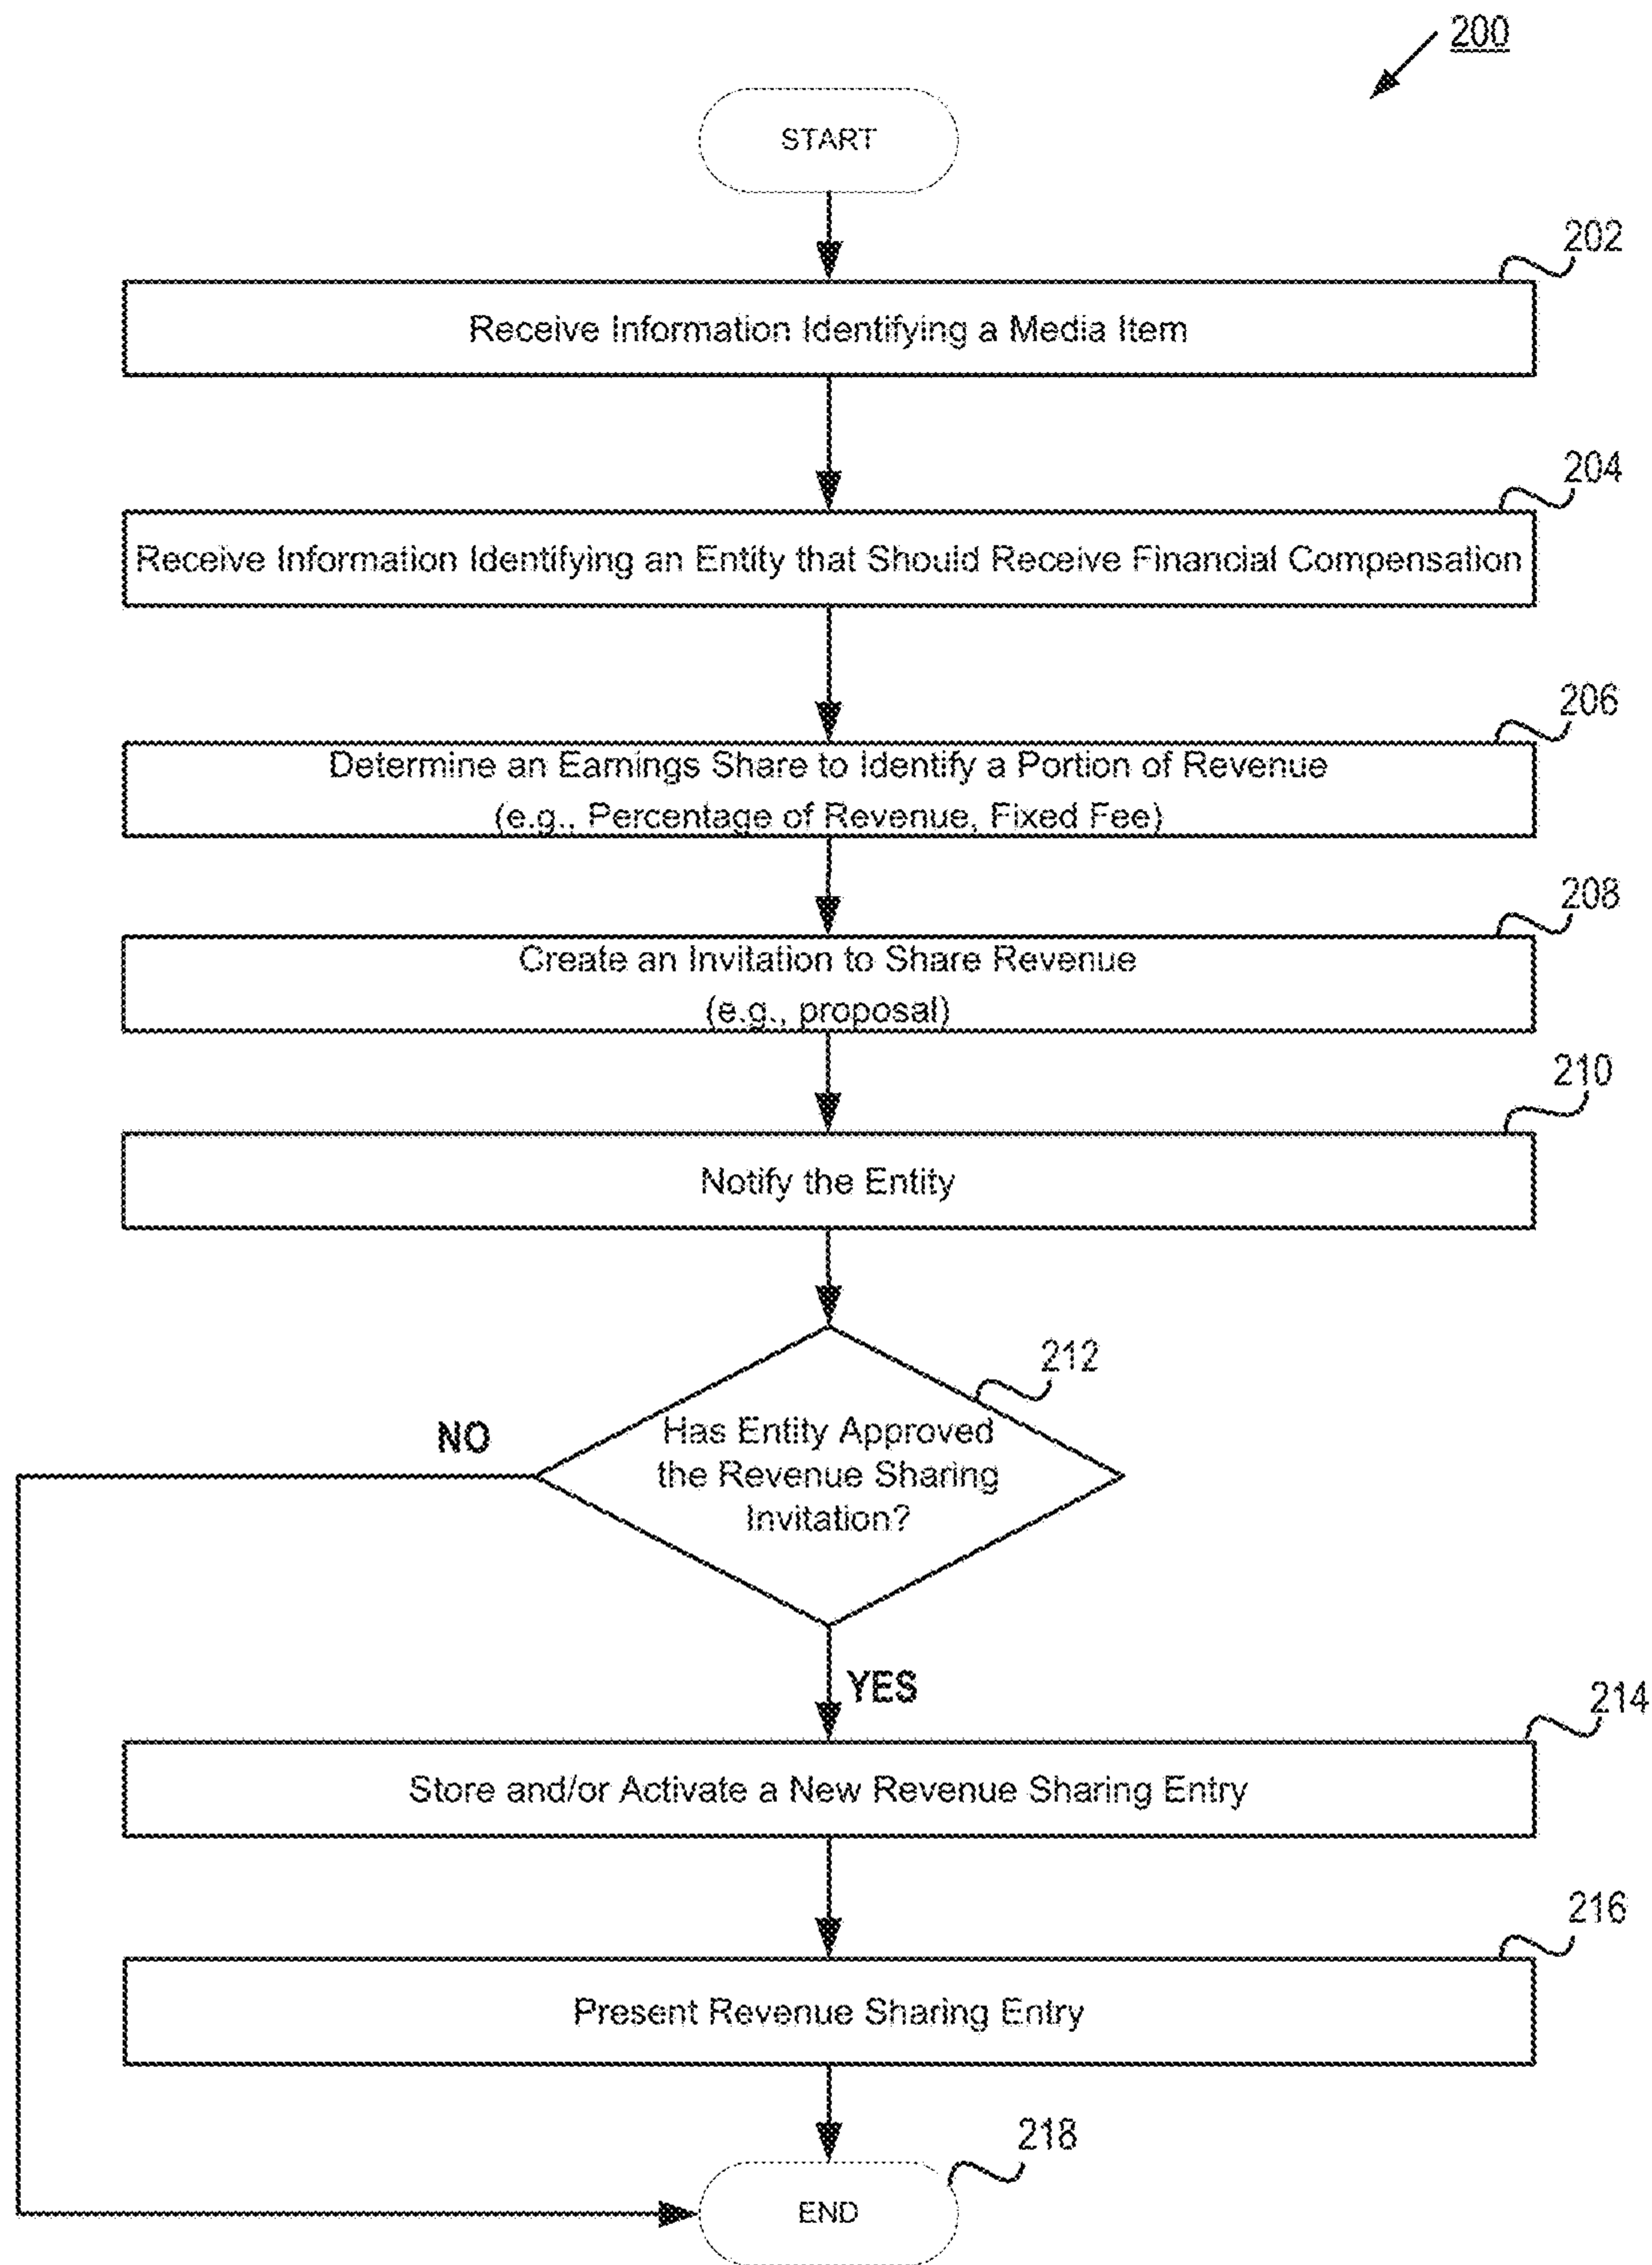 200
START
202
Receive Information Identifying a Media Item
204
Receive Information Identifying an Entity that Should Receive Financial Compensation
206
Determine an Earnings Share to Identify a Portion of Revenue
(e.g., Percentage of Revenue, Fixed Fee)
208
Create an Invitation to Share Revenue
(e.g., proposal)
210
Notify the Entity
212
Has Entity Approved
the Revenue Sharing
Invitation?
NO
YES
214
Store and/or Activate a New Revenue Sharing Entry
216
Present Revenue Sharing Entry
218
END